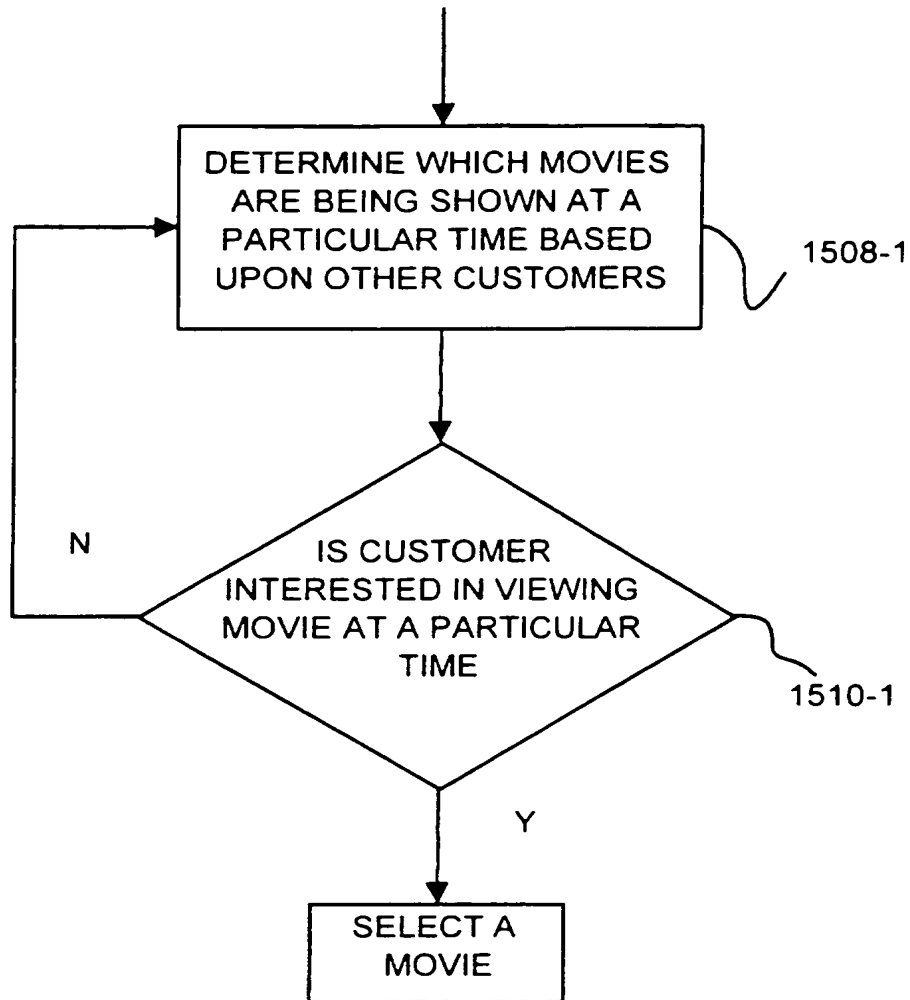 DETERMINE WHICH MOVIES
ARE BEING SHOWN AT A
PARTICULAR TIME BASED
UPON OTHER CUSTOMERS
1508-1
N
IS CUSTOMER
INTERESTED IN VIEWING
MOVIE AT A PARTICULAR
TIME
1510-1
Y
SELECT A
MOVIE